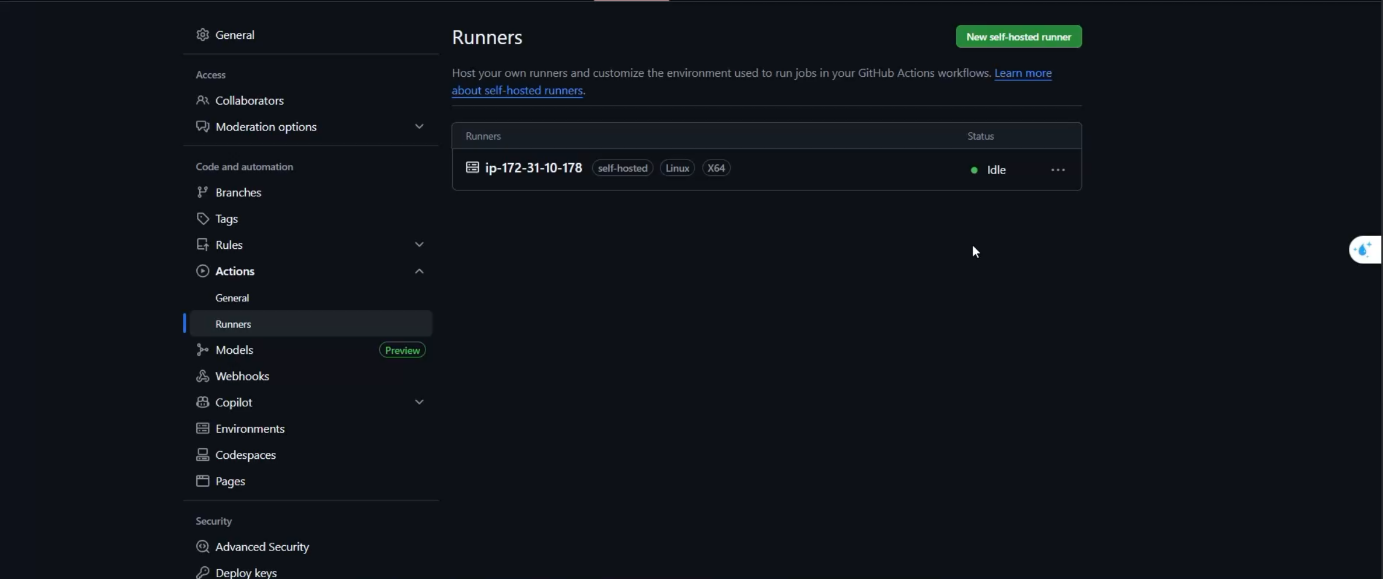 General
Access
Collaborators
Moderation options
Code and automation
Branches
Tags
Rules
Actions
General
Runners
Models Preview
Webhooks
Copilot
Environments
Codespaces
Pages
Security
Advanced Security
Deploy keys
Runners
New self-hosted runner
Host your own runners and customize the environment used to run jobs in your GitHub Actions workflows. Learn more
about self-hosted runners.
Runners Status
ip-172-31-10-178 self-hosted Linux X64 Idle